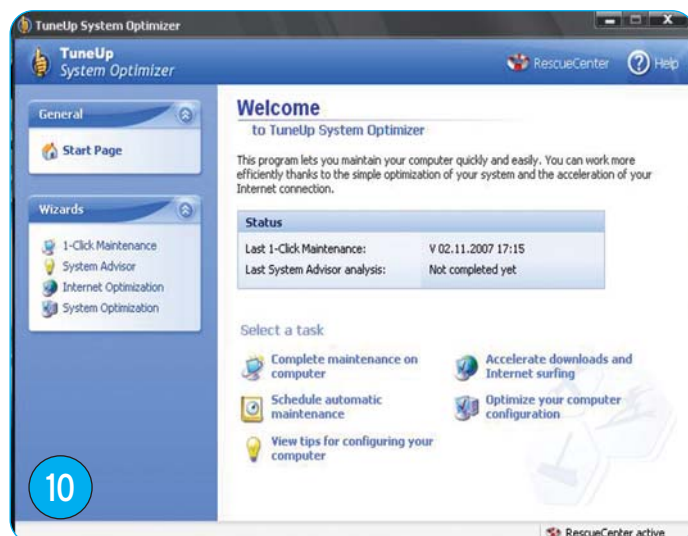 TuneUp System Optimizer
TuneUp
System Optimizer
RescueCenter
Help
General
Start Page
Wizards
1-Click Maintenance
System Advisor
Internet Optimization
System Optimization
Welcome
to TuneUp System Optimizer
This program lets you maintain your computer quickly and easily. You can work more
efficiently thanks to the simple optimization of your system and the acceleration of your
Internet connection.
Status
Last 1-Click Maintenance: V 02.11.2007 17:15
Last System Advisor analysis: Not completed yet
Select a task
Complete maintenance on
computer
Schedule automatic
maintenance
View tips for configuring your
computer
Accelerate downloads and
Internet surfing
Optimize your computer
configuration
10
RescueCenter active